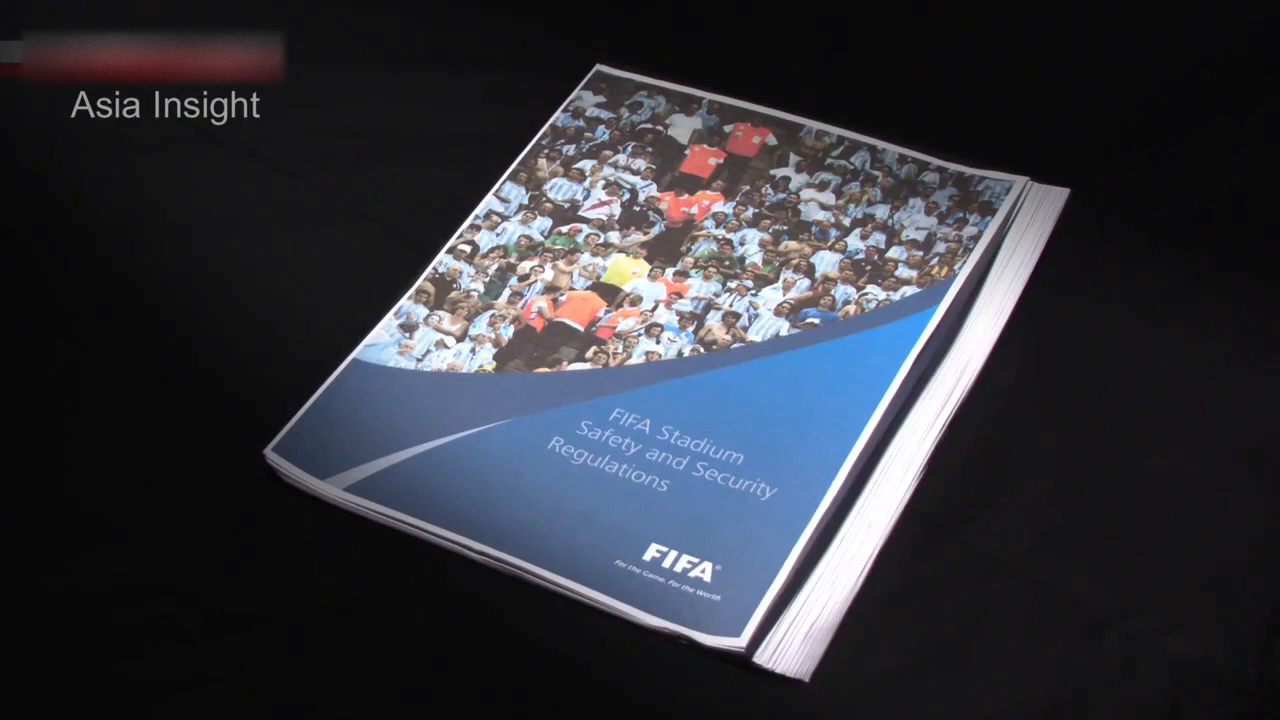 Asia Insight
FIFA Stadium
Safety and Security
Regulations
FIFA®
For the Game. For the World.